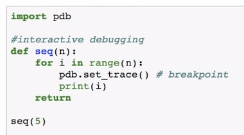 import pdb
#interactive debugging
def seq(n):
    for i in range(n):
        pdb.set_trace() # breakpoint
        print(i)
    return
seq(5)